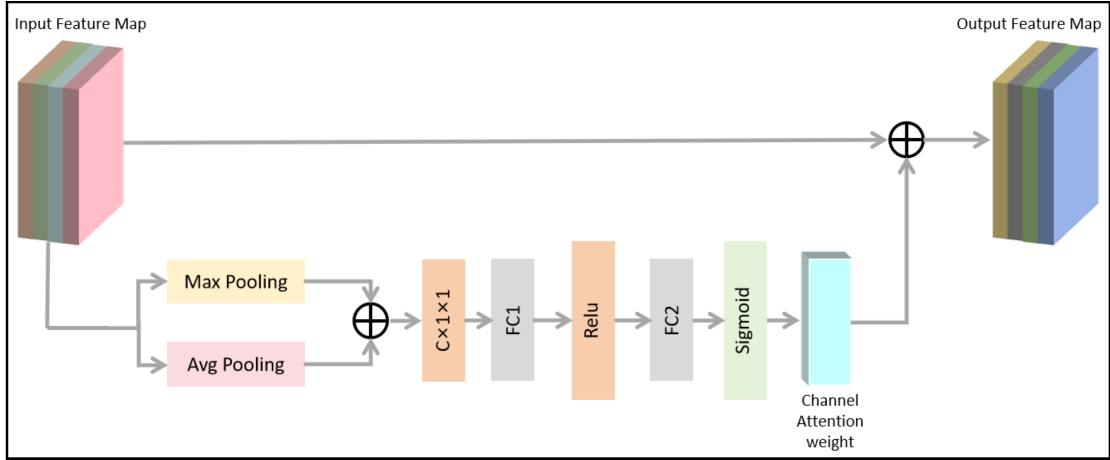 Input Feature Map
Output Feature Map
Max Pooling
Avg Pooling
C×1×1
FC1
Relu
FC2
Sigmoid
Channel
Attention
weight